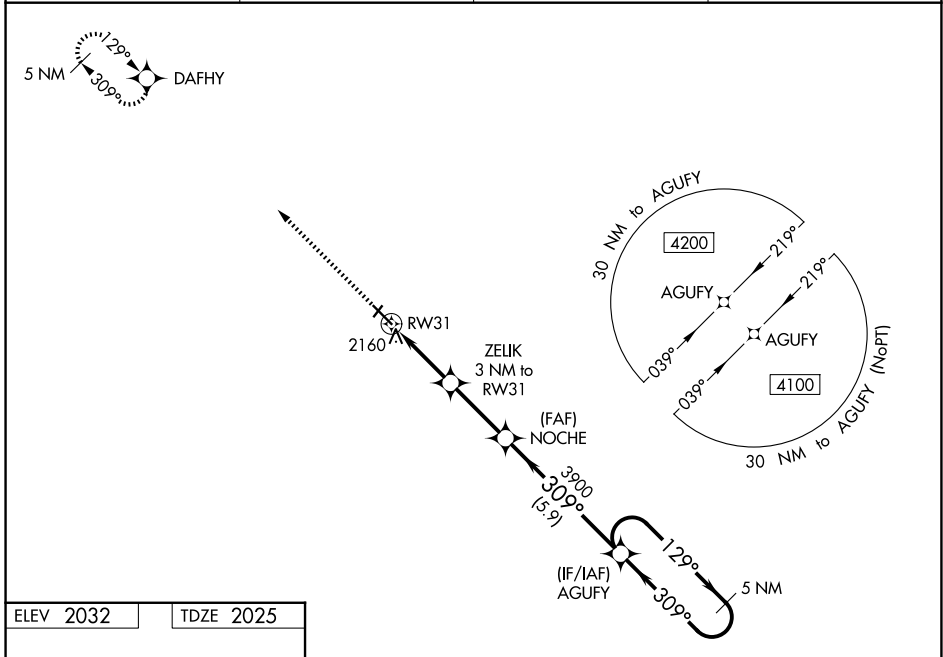 129°
5 NM
309°
DAFHY
30 NM to AGUFY
4200
219°
AGUFY
039°
219°
AGUFY
039°
4100
30 NM to AGUFY (NoPT)
RW31
2160
ZELIK
3 NM to
RW31
(FAF)
NOCHE
3900
309°
(5.9)
(IF/IAF)
AGUFY
129°
309°
5 NM
ELEV 2032
TDZE 2025